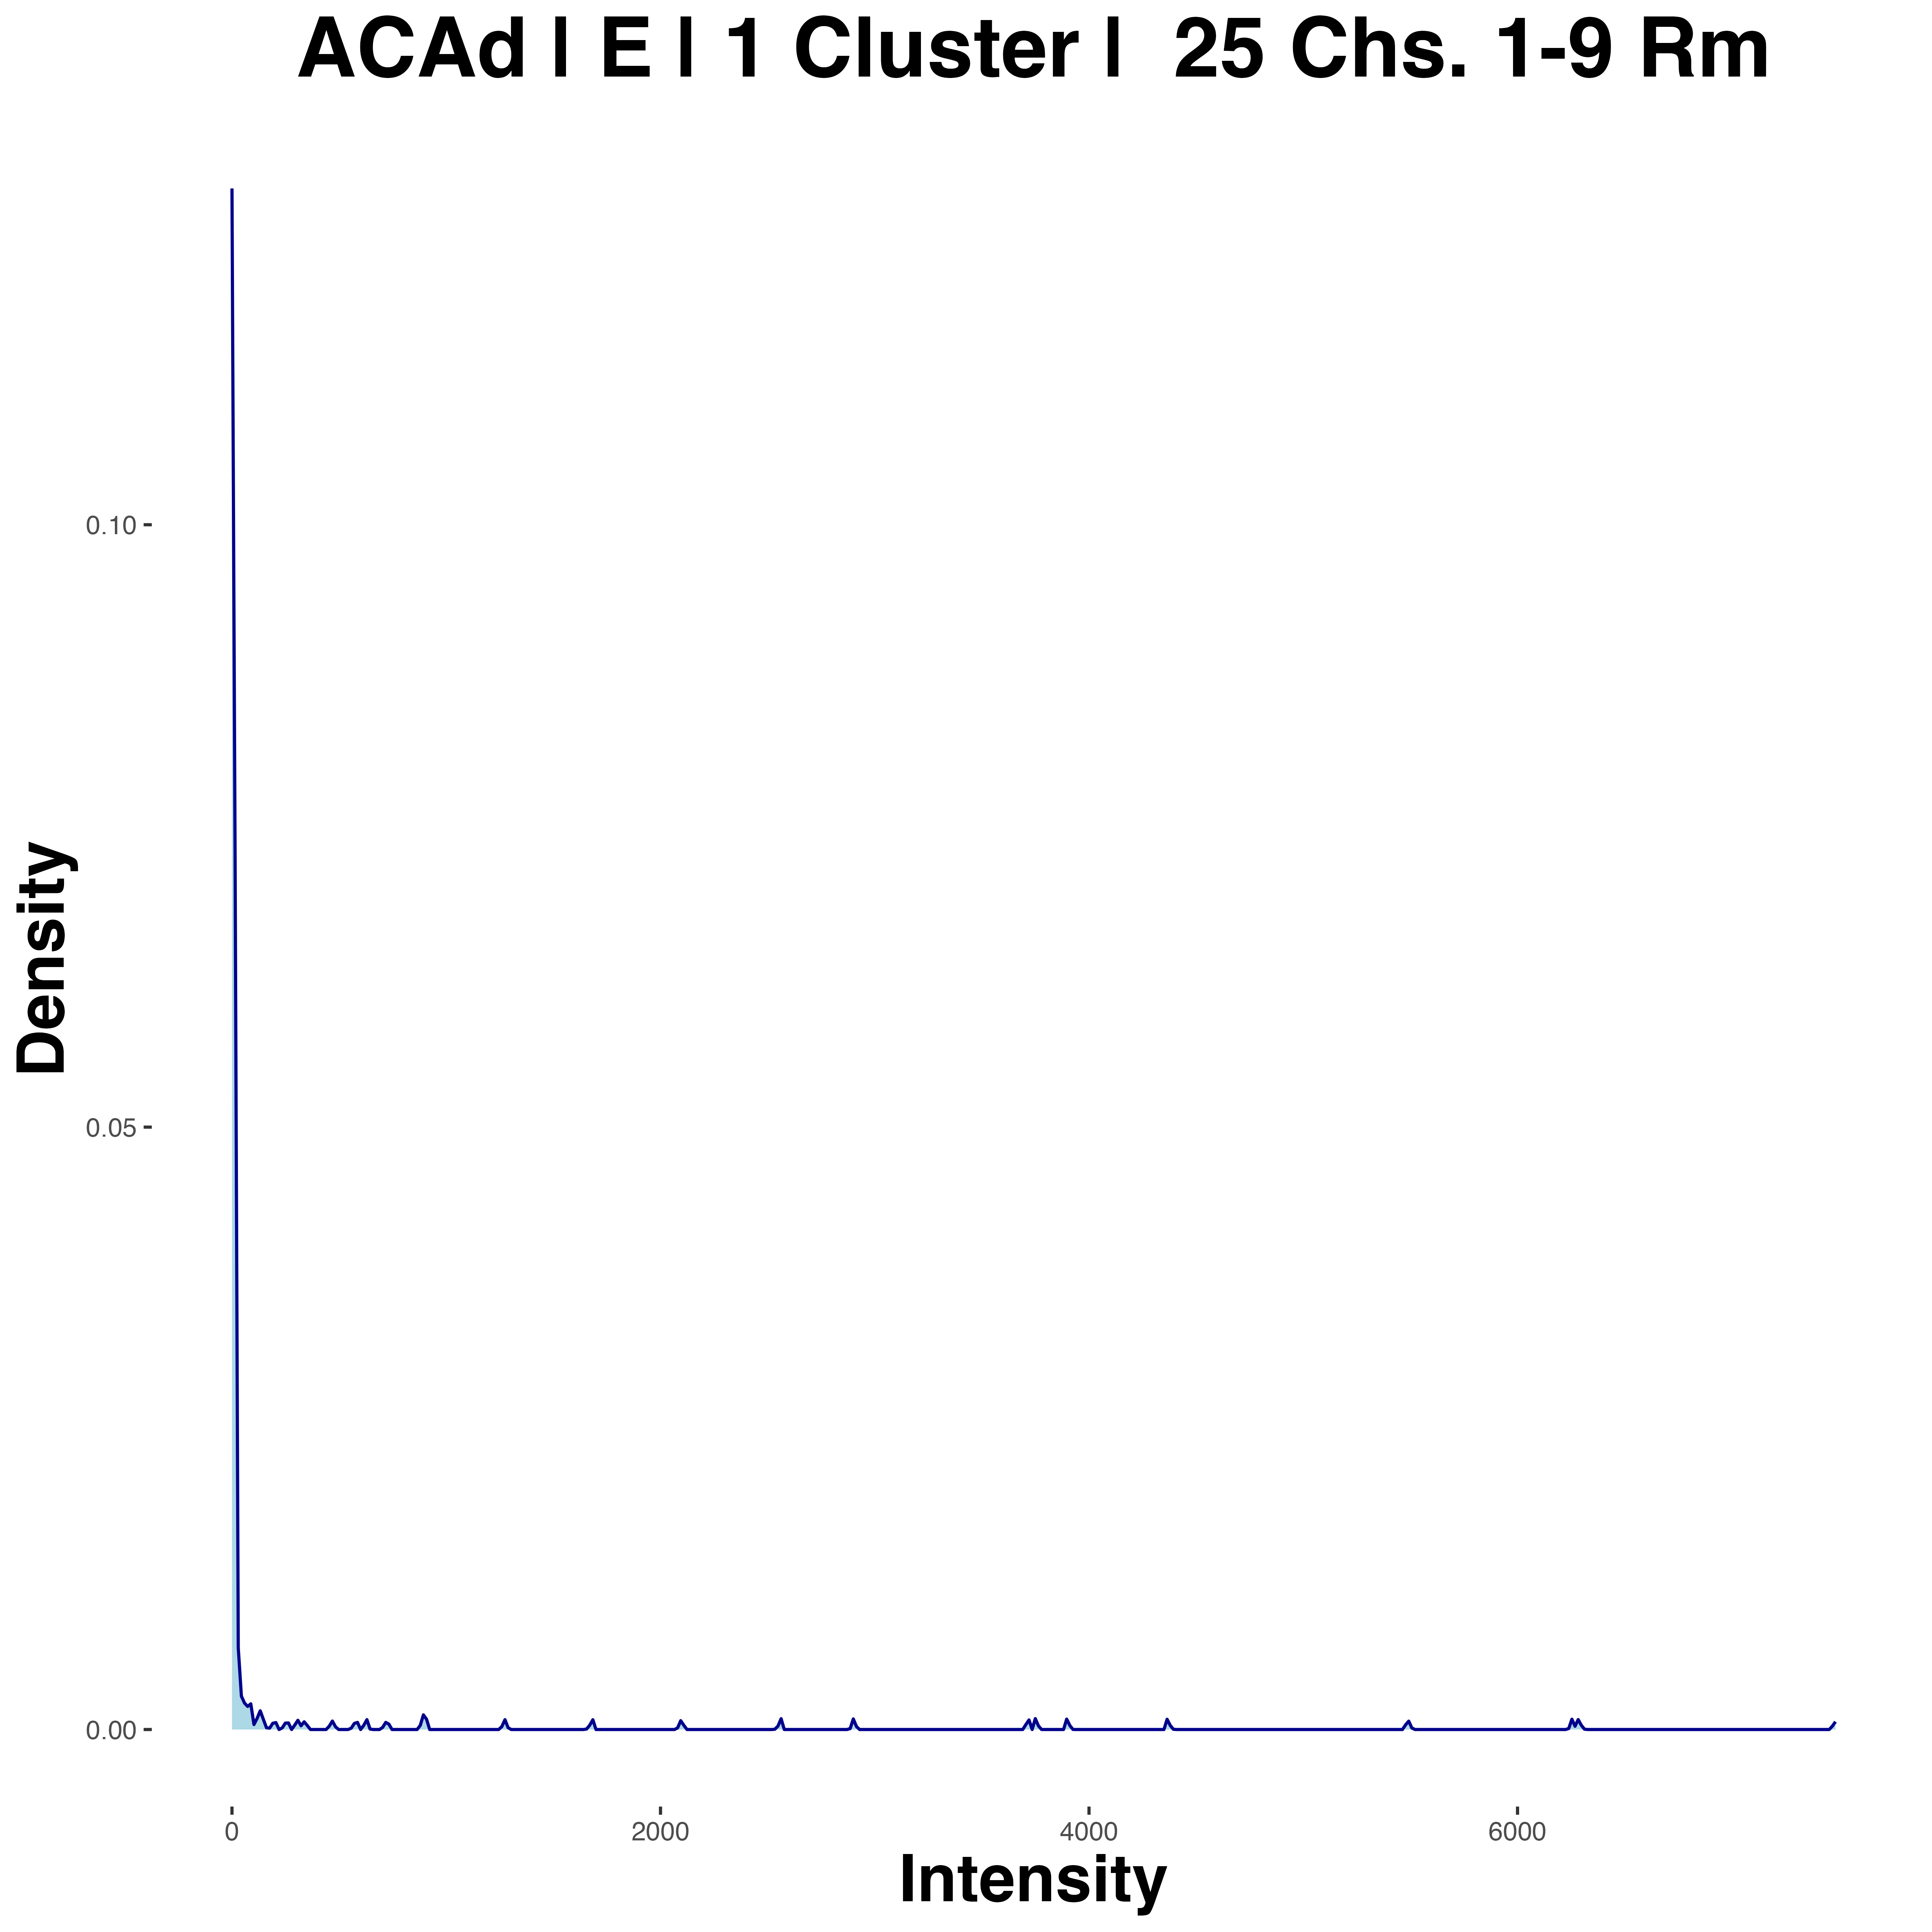 ACAd | E | 1 Cluster |  25 Chs. 1-9 Rm
Density
0.10
0.05
0.00
0 2000 4000 6000
Intensity